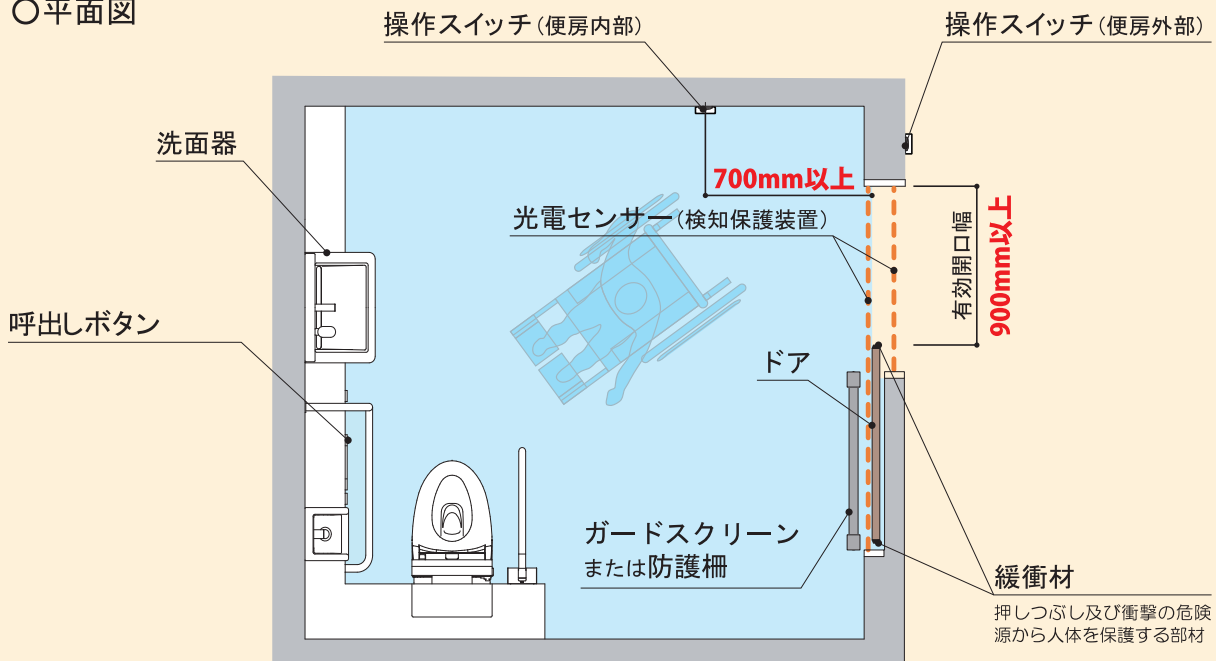 〇平面図
操作スイッチ(便房内部)
操作スイッチ(便房外部)
洗面器
700mm以上
光電センサー(検知保護装置)
有効開口幅
900mm以上
呼出しボタン
ドア
ガードスクリーン
または防護柵
緩衝材
押しつぶし及び衝撃の危険
源から人体を保護する部材